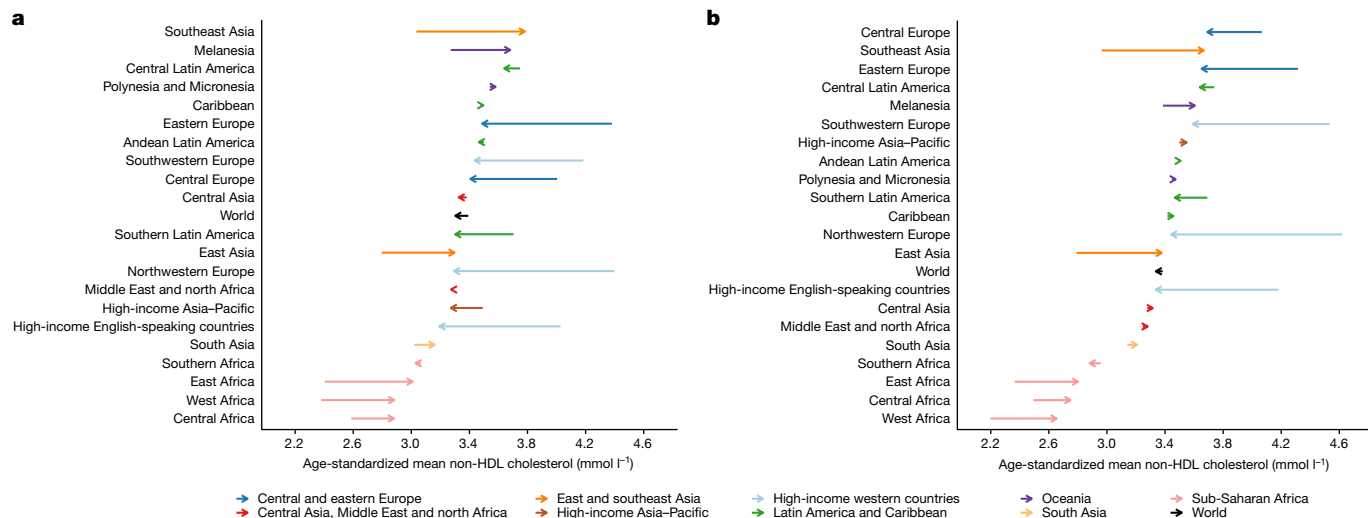 a
Southeast Asia
Melanesia
Central Latin America
Polynesia and Micronesia
Caribbean
Eastern Europe
Andean Latin America
Southwestern Europe
Central Europe
Central Asia
World
Southern Latin America
East Asia
Northwestern Europe
Middle East and north Africa
High-income Asia–Pacific
High-income English-speaking countries
South Asia
Southern Africa
East Africa
West Africa
Central Africa
2.2 2.6 3.0 3.4 3.8 4.2 4.6
Age-standardized mean non-HDL cholesterol (mmol l⁻¹)
b
Central Europe
Southeast Asia
Eastern Europe
Central Latin America
Melanesia
Southwestern Europe
High-income Asia–Pacific
Andean Latin America
Polynesia and Micronesia
Southern Latin America
Caribbean
Northwestern Europe
East Asia
World
High-income English-speaking countries
Central Asia
Middle East and north Africa
South Asia
Southern Africa
East Africa
Central Africa
West Africa
2.2 2.6 3.0 3.4 3.8 4.2 4.6
Age-standardized mean non-HDL cholesterol (mmol l⁻¹)
Central and eastern Europe
East and southeast Asia
High-income western countries
Oceania
Sub-Saharan Africa
Central Asia, Middle East and north Africa
High-income Asia–Pacific
Latin America and Caribbean
South Asia
World